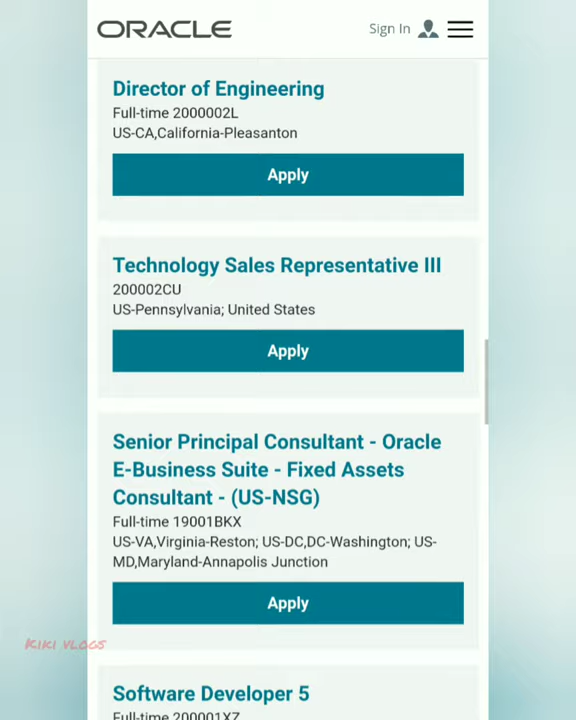 ORACLE
Sign In
Director of Engineering
Full-time 2000002L
US-CA,California-Pleasanton
Apply
Technology Sales Representative III
200002CU
US-Pennsylvania; United States
Apply
Senior Principal Consultant - Oracle
E-Business Suite - Fixed Assets
Consultant - (US-NSG)
Full-time 19001BKX
US-VA,Virginia-Reston; US-DC,DC-Washington; US-
MD,Maryland-Annapolis Junction
Apply
KIKI VLOGS
Software Developer 5
Full-time 200001XZ